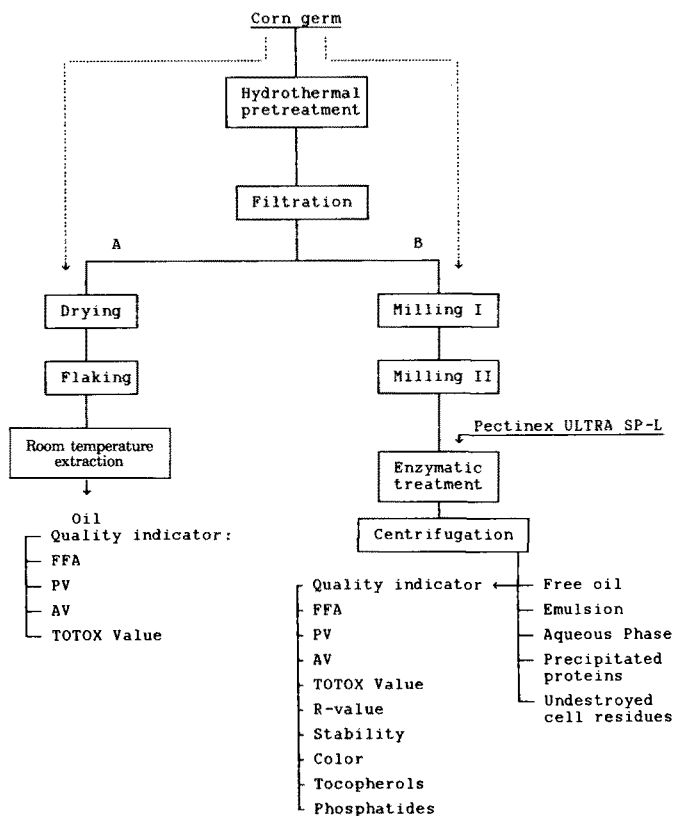 Corn germ
Hydrothermal
pretreatment
Filtration
A
B
Drying
Flaking
Room temperature
extraction
Oil
Quality indicator:
FFA
PV
AV
TOTOX Value
Milling I
Milling II
Pectinex ULTRA SP-L
Enzymatic
treatment
Centrifugation
Quality indicator
FFA
PV
AV
TOTOX Value
R-value
Stability
Color
Tocopherols
Phosphatides
Free oil
Emulsion
Aqueous Phase
Precipitated
proteins
Undestroyed
cell residues